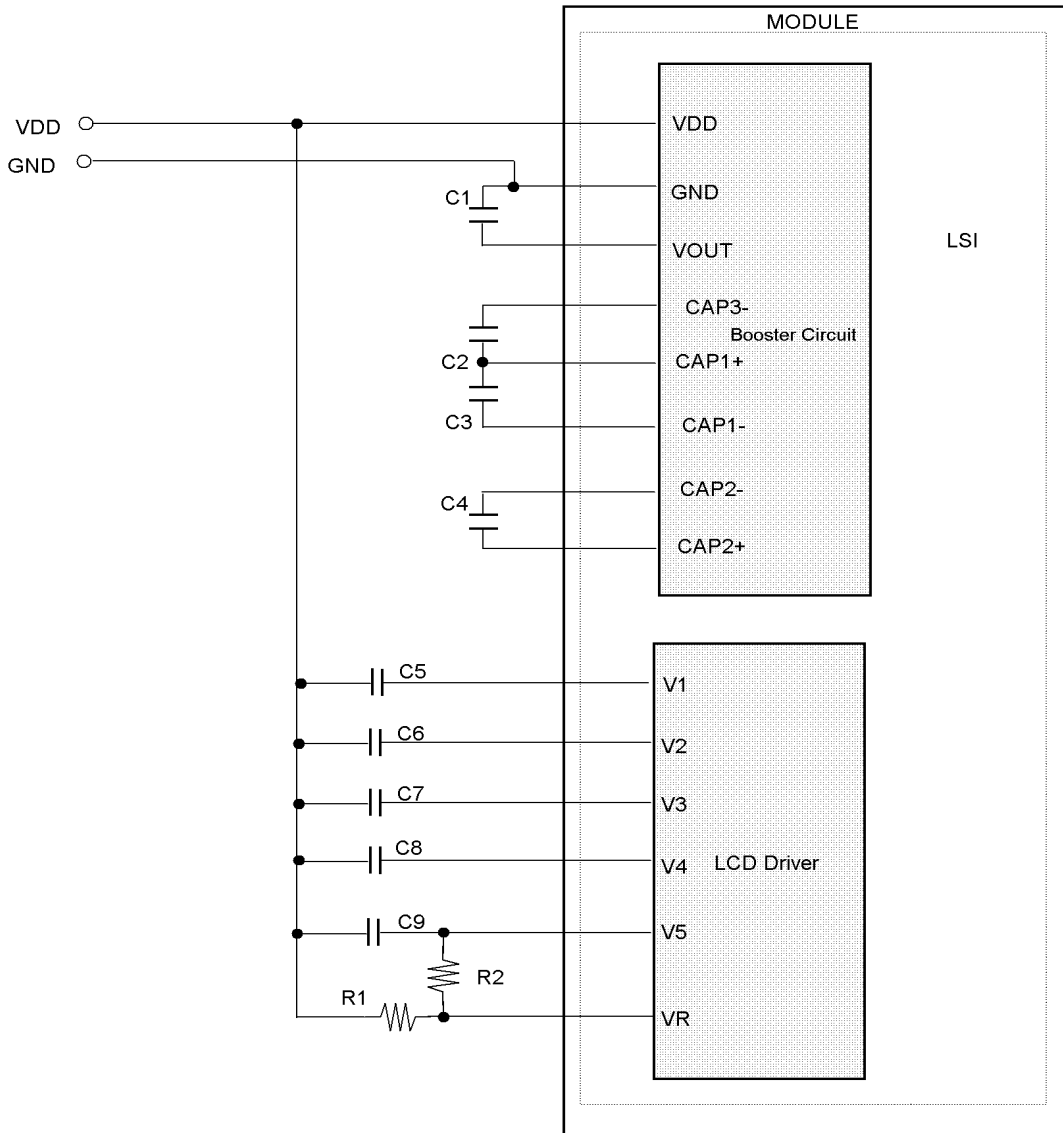 MODULE
VDD
VDD
GND
C1
GND
LSI
VOUT
CAP3-
Booster Circuit
C2
CAP1+
C3
CAP1-
C4
CAP2-
CAP2+
C5
V1
C6
V2
C7
V3
C8
V4
LCD Driver
C9
V5
R2
R1
VR